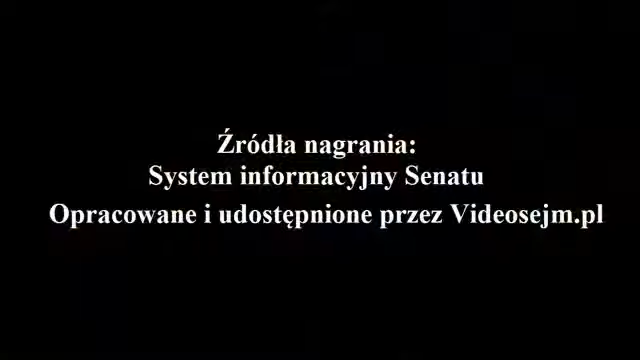 Źródła nagrania:
System informacyjny Senatu
Opracowane i udostępnione przez Videosejm.pl